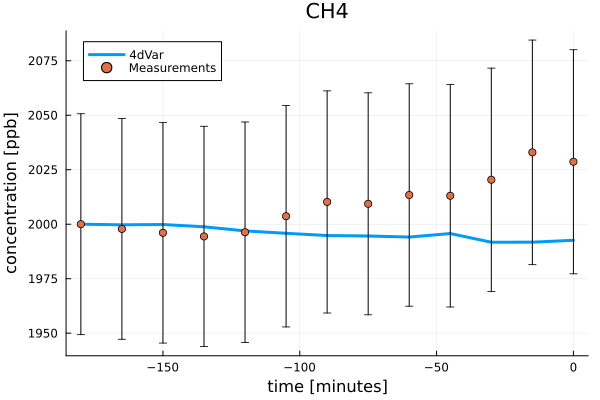 CH4
4dVar
Measurements
concentration [ppb]
2075
2050
2025
2000
1975
1950
−150
−100
−50
0
time [minutes]